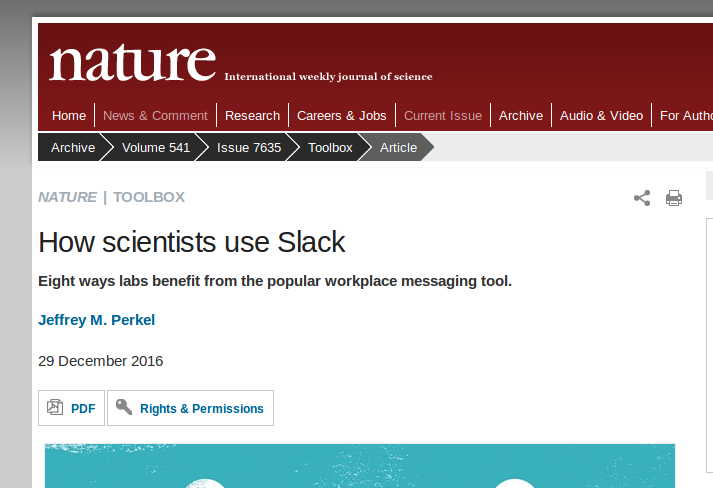 nature International weekly journal of science
Home News & Comment Research Careers & Jobs Current Issue Archive Audio & Video For Autho
Archive Volume 541 Issue 7635 Toolbox Article
NATURE | TOOLBOX
How scientists use Slack
Eight ways labs benefit from the popular workplace messaging tool.
Jeffrey M. Perkel
29 December 2016
PDF Rights & Permissions